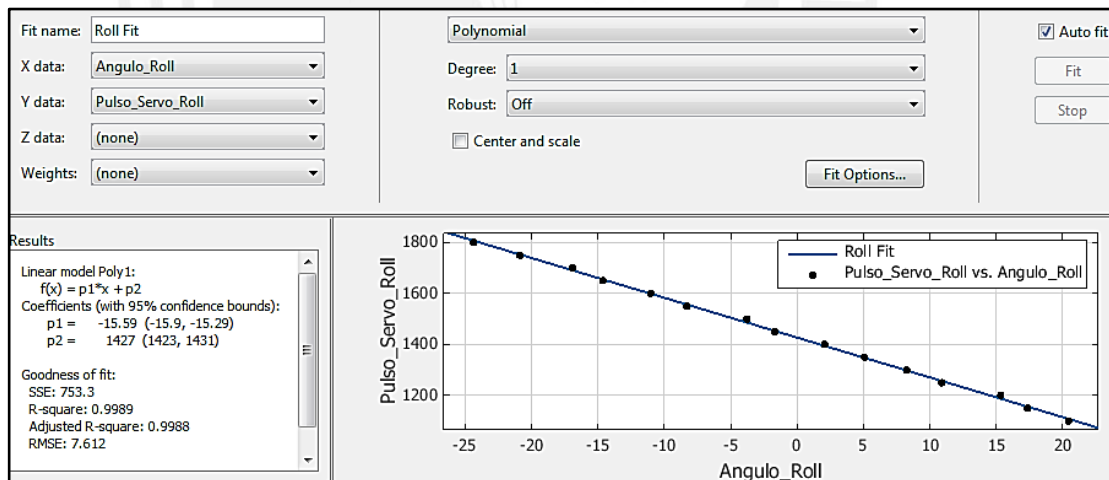 Fit name: Roll Fit
X data: Angulo_Roll
Y data: Pulso_Servo_Roll
Z data: (none)
Weights: (none)
Polynomial
Degree: 1
Robust: Off
Center and scale
Fit Options...
Auto fit
Fit
Stop
Results
Linear model Poly1:
f(x) = p1*x + p2
Coefficients (with 95% confidence bounds):
p1 = -15.59 (-15.9, -15.29)
p2 = 1427 (1423, 1431)
Goodness of fit:
SSE: 753.3
R-square: 0.9989
Adjusted R-square: 0.9988
RMSE: 7.612
Pulso_Servo_Roll
1800
1600
1400
1200
Roll Fit
Pulso_Servo_Roll vs. Angulo_Roll
-25 -20 -15 -10 -5 0 5 10 15 20
Angulo_Roll